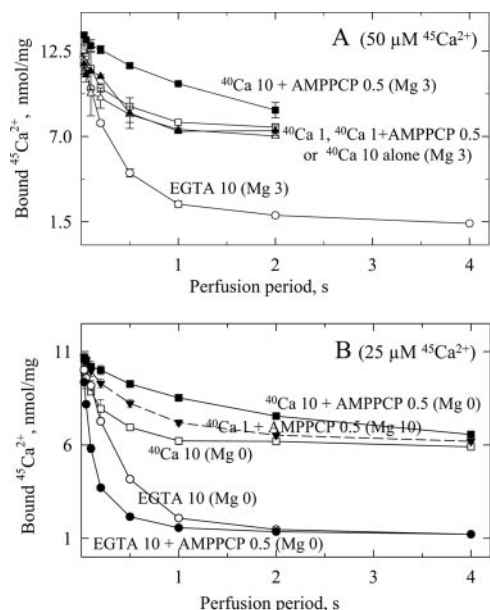 A (50 µM ⁴⁵Ca²⁺)
Bound ⁴⁵Ca²⁺, nmol/mg
12.5
7.0
1.5
⁴⁰Ca 10 + AMPPCP 0.5 (Mg 3)
⁴⁰Ca 1, ⁴⁰Ca 1+AMPPCP 0.5
or ⁴⁰Ca 10 alone (Mg 3)
EGTA 10 (Mg 3)
0 1 2 3 4
Perfusion period, s
B (25 µM ⁴⁵Ca²⁺)
Bound ⁴⁵Ca²⁺, nmol/mg
11
6
1
⁴⁰Ca 10 + AMPPCP 0.5 (Mg 0)
⁴⁰Ca 1 + AMPPCP 0.5 (Mg 10)
⁴⁰Ca 10 (Mg 0)
EGTA 10 (Mg 0)
EGTA 10 + AMPPCP 0.5 (Mg 0)
0 1 2 3 4
Perfusion period, s